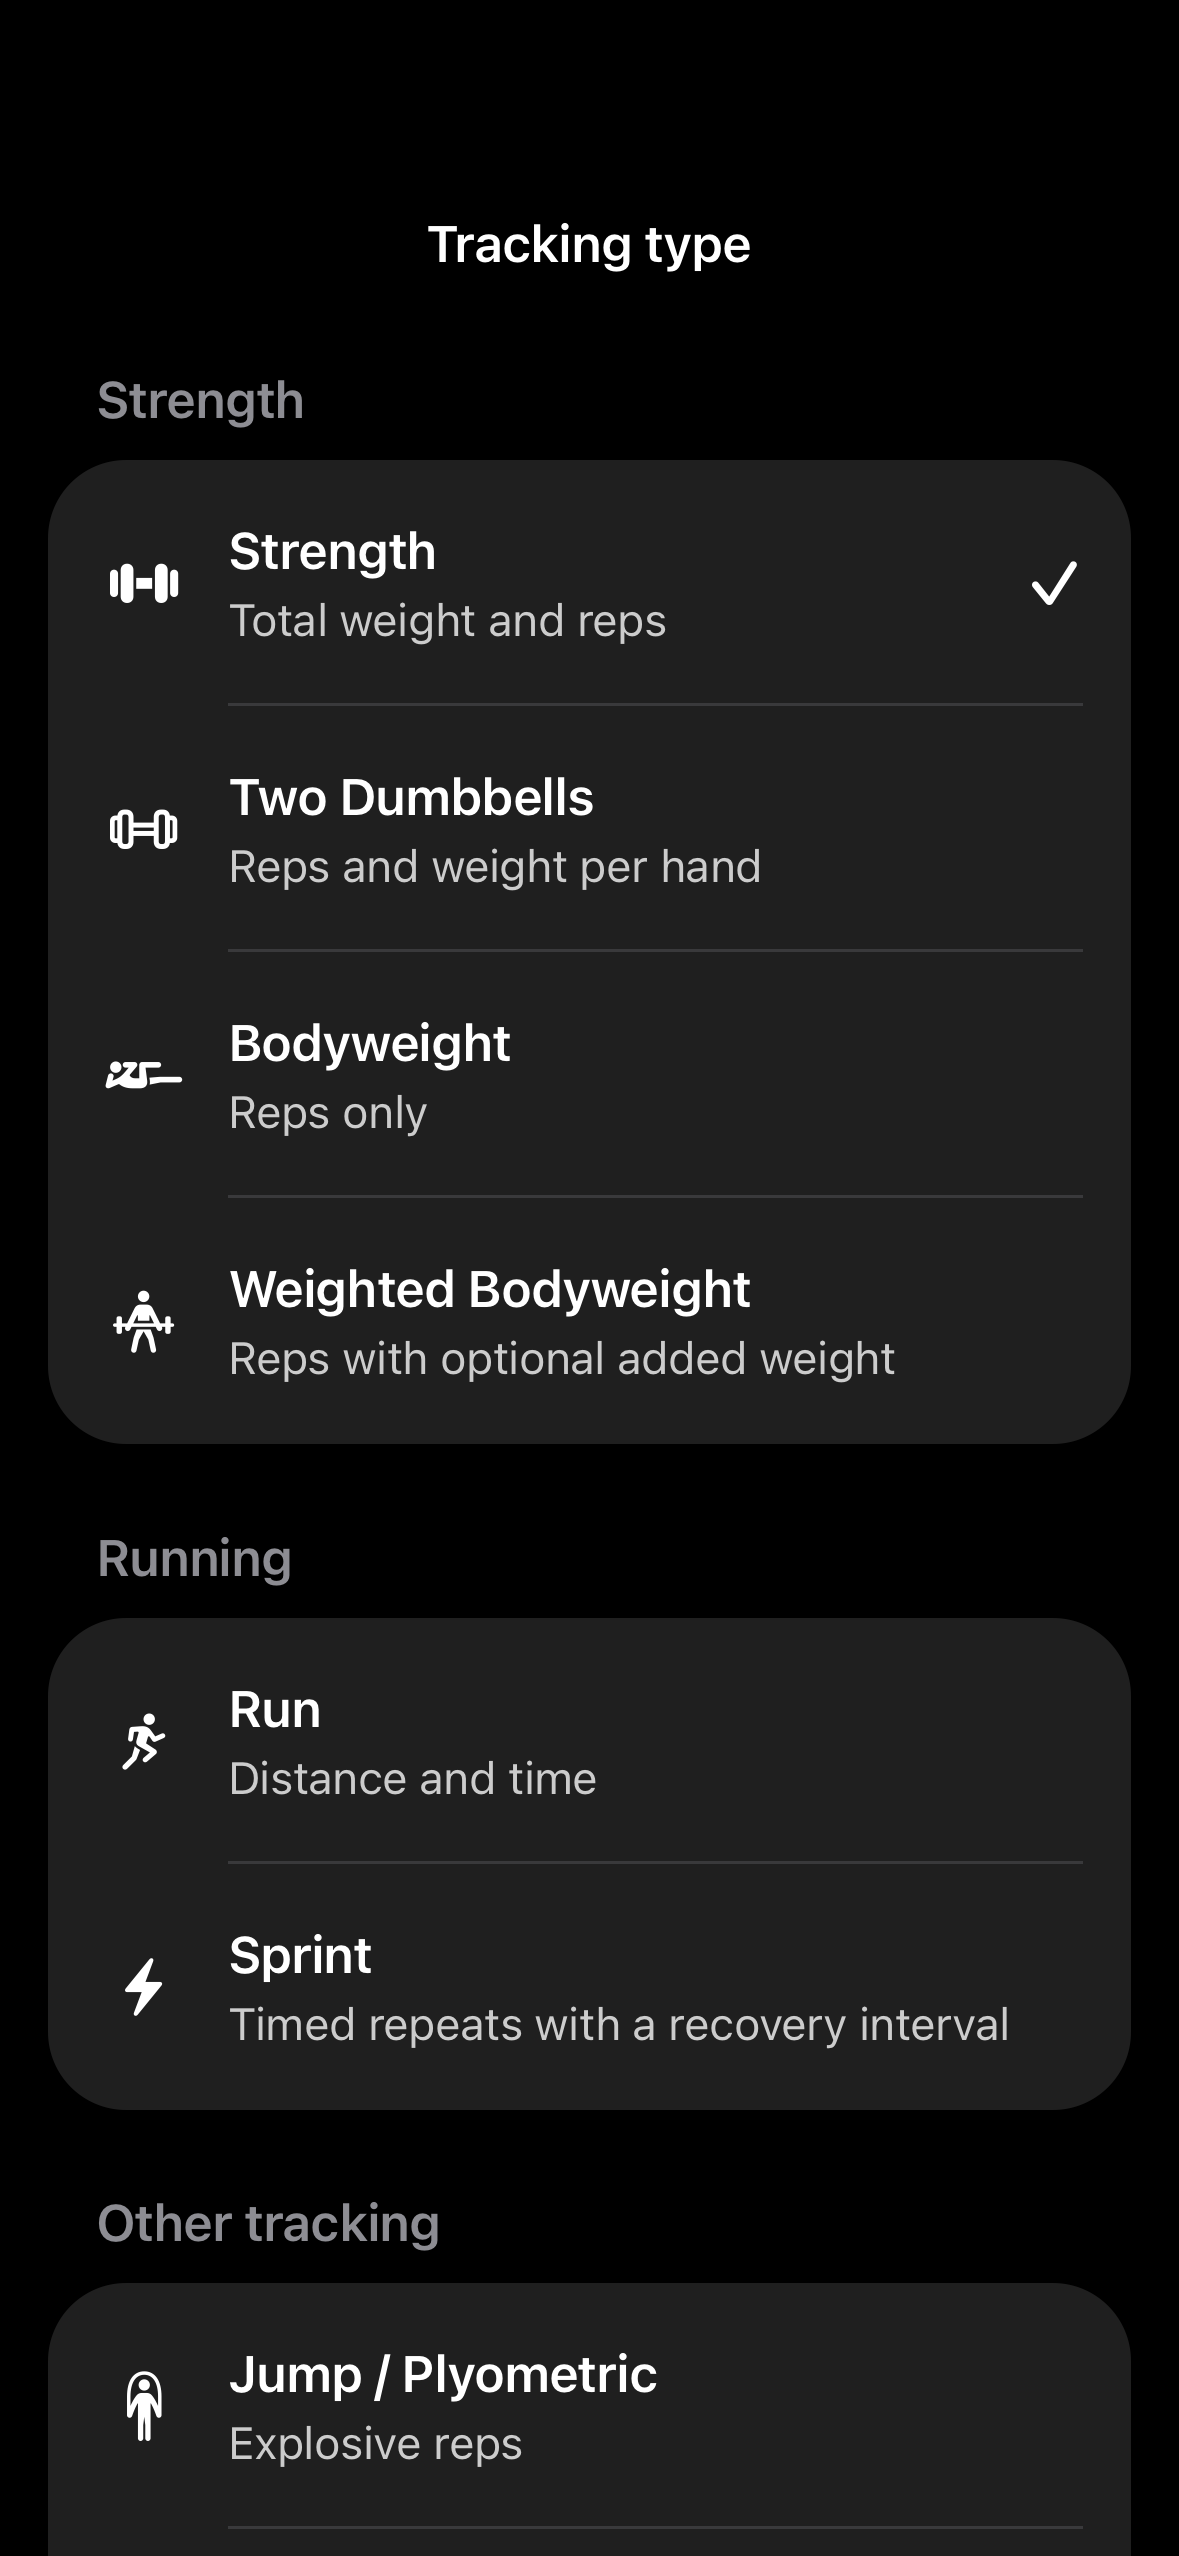 Tracking type
Strength
Strength
Total weight and reps
Two Dumbbells
Reps and weight per hand
Bodyweight
Reps only
Weighted Bodyweight
Reps with optional added weight
Running
Run
Distance and time
Sprint
Timed repeats with a recovery interval
Other tracking
Jump / Plyometric
Explosive reps